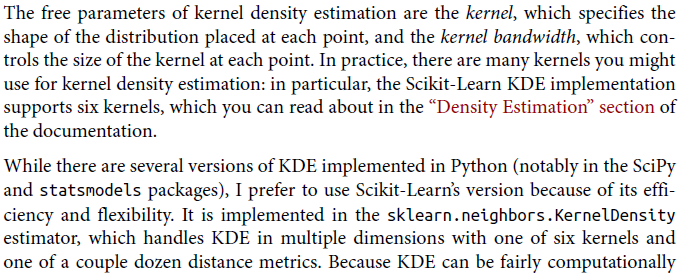 The free parameters of kernel density estimation are the kernel, which specifies the
shape of the distribution placed at each point, and the kernel bandwidth, which con-
trols the size of the kernel at each point. In practice, there are many kernels you might
use for kernel density estimation: in particular, the Scikit-Learn KDE implementation
supports six kernels, which you can read about in the “Density Estimation” section of
the documentation.
While there are several versions of KDE implemented in Python (notably in the SciPy
and statsmodels packages), I prefer to use Scikit-Learn’s version because of its effi-
ciency and flexibility. It is implemented in the sklearn.neighbors.KernelDensity
estimator, which handles KDE in multiple dimensions with one of six kernels and
one of a couple dozen distance metrics. Because KDE can be fairly computationally